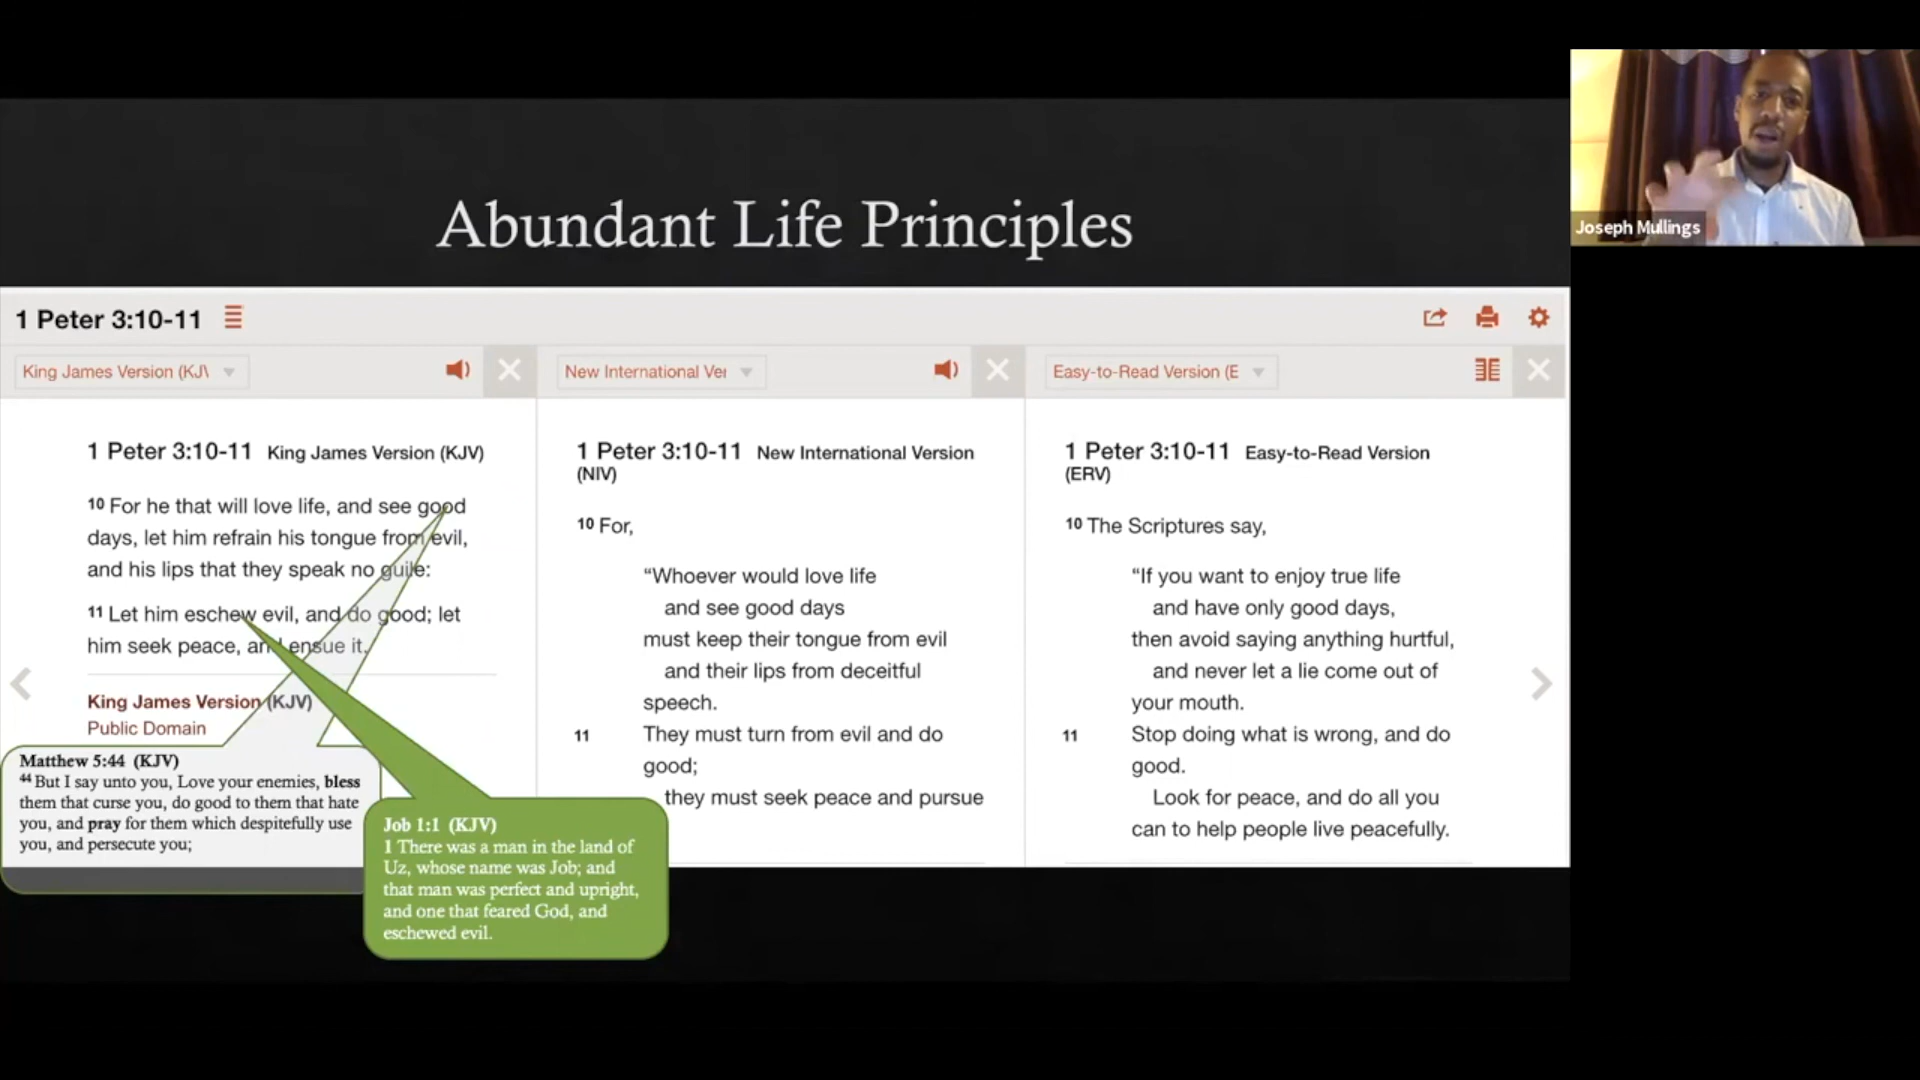 Abundant Life Principles
Joseph Mullings
1 Peter 3:10-11
King James Version (KJV
New International Ver
Easy-to-Read Version (E
1 Peter 3:10-11 King James Version (KJV)
10 For he that will love life, and see good
days, let him refrain his tongue from evil,
and his lips that they speak no guile:
11 Let him eschew evil, and do good; let
him seek peace, and ensue it.
King James Version (KJV)
Public Domain
Matthew 5:44 (KJV)
44 But I say unto you, Love your enemies, bless
them that curse you, do good to them that hate
you, and pray for them which despitefully use
you, and persecute you;
Job 1:1 (KJV)
1 There was a man in the land of
Uz, whose name was Job; and
that man was perfect and upright,
and one that feared God, and
eschewed evil.
1 Peter 3:10-11 New International Version
(NIV)
10 For,
“Whoever would love life
and see good days
must keep their tongue from evil
and their lips from deceitful
speech.
11 They must turn from evil and do
good;
they must seek peace and pursue
1 Peter 3:10-11 Easy-to-Read Version
(ERV)
10 The Scriptures say,
“If you want to enjoy true life
and have only good days,
then avoid saying anything hurtful,
and never let a lie come out of
your mouth.
11 Stop doing what is wrong, and do
good.
Look for peace, and do all you
can to help people live peacefully.